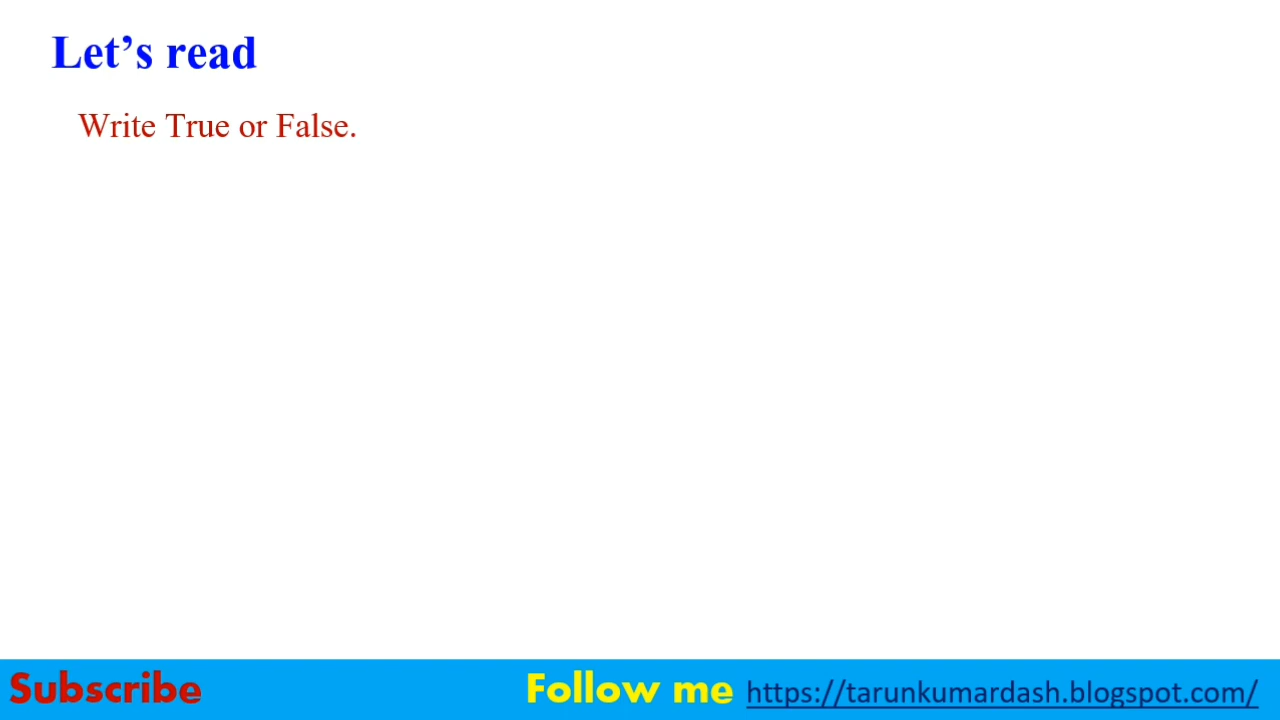 Let’s read
Write True or False.
Subscribe
Follow me https://tarunkumardash.blogspot.com/